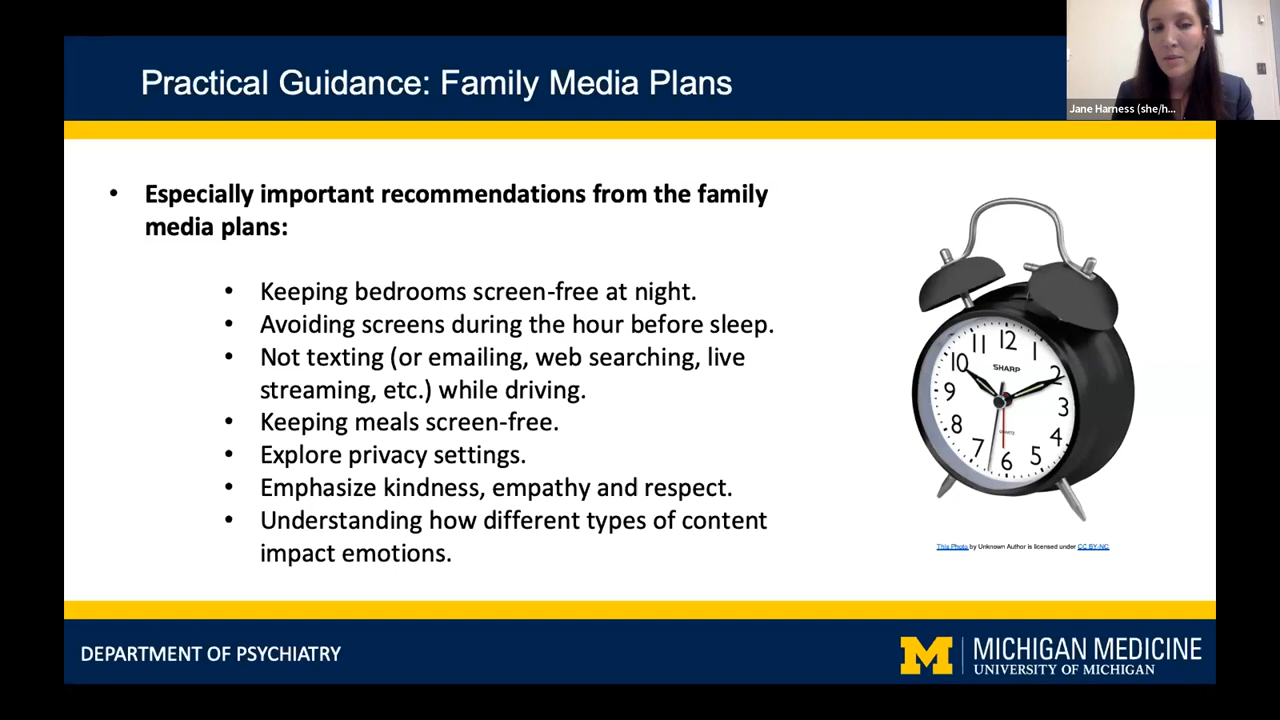 Practical Guidance: Family Media Plans
Jane Harness (she/h...
• Especially important recommendations from the family
media plans:
• Keeping bedrooms screen-free at night.
• Avoiding screens during the hour before sleep.
• Not texting (or emailing, web searching, live
streaming, etc.) while driving.
• Keeping meals screen-free.
• Explore privacy settings.
• Emphasize kindness, empathy and respect.
• Understanding how different types of content
impact emotions.
12
1
2
3
4
5
6
7
8
9
10
11
SHARP
QUARTZ
This Photo by Unknown Author is licensed under CC BY-NC
DEPARTMENT OF PSYCHIATRY
M
MICHIGAN MEDICINE
UNIVERSITY OF MICHIGAN